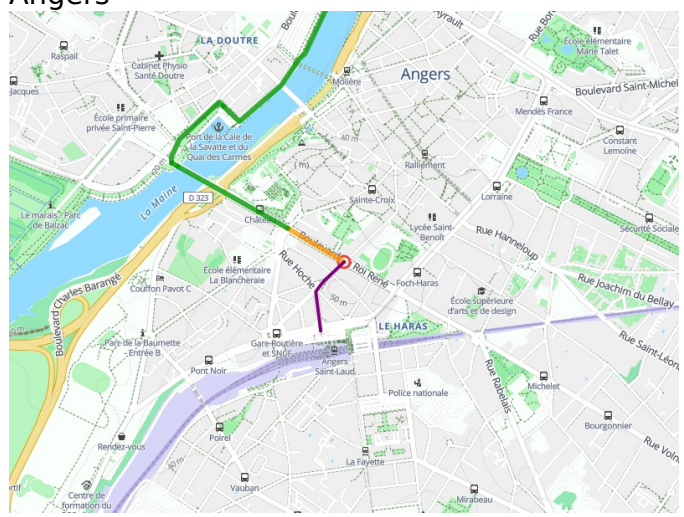 Angers
LA DOUTRE
Raspail
Cabinet Physio
Santé Doutre
Molière
Angers
École élémentaire
Marie Talet
Boulevard Saint-Michel
-Jacques
École primaire
privée Saint-Pierre
Port de la Cale de
la Savatte et du
Quai des Carmes
40 m
Mendès France
Constant
Lemoine
Ralliement
La Maine
D 323
Le marais - Parc
de Balzac
Sainte-Croix
Lorraine
Château
Lycée Saint-
Benoît
Sécurité Sociale
Rue Hanneloup
Boulevard du Roi René
Rue Hoche
École élémentaire
La Blancheraie
Couffon Pavot C
50 m
Foch-Haras
École supérieure
d'arts et de design
Rue Joachim du Bellay
Boulevard Charles Barangé
LE HARAS
Parc de la Baumette
- Entrée B
Gare-Routière
et SNCF
Angers
Saint-Laud
Pont Noir
Rue Saint-Léona
Rue Rabelais
Michelet
Police nationale
Bourgonnier
Rendez-vous
40 m
Poirel
La Fayette
Rue Voln
Vauban
Mirabeau
Centre de
formation du